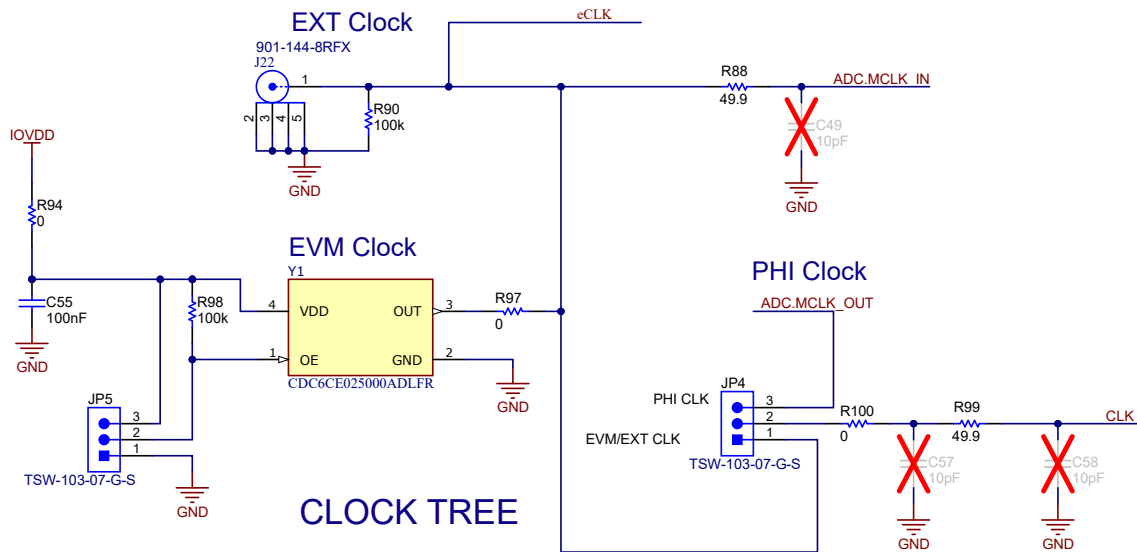 EXT Clock
eCLK
901-144-8RFX
J22
1
R88
49.9
ADC.MCLK_IN
2
3
4
5
R90
100k
C49
10pF
GND
GND
IOVDD
R94
0
EVM Clock
Y1
PHI Clock
C55
100nF
R98
100k
4
VDD
OUT
3
R97
0
ADC.MCLK_OUT
GND
1
OE
GND
2
CDC6CE025000ADLFR
GND
JP5
3
2
1
TSW-103-07-G-S
GND
JP4
PHI CLK
3
2
EVM/EXT CLK
1
TSW-103-07-G-S
R100
0
R99
49.9
CLK
C57
10pF
C58
10pF
GND
GND
CLOCK TREE